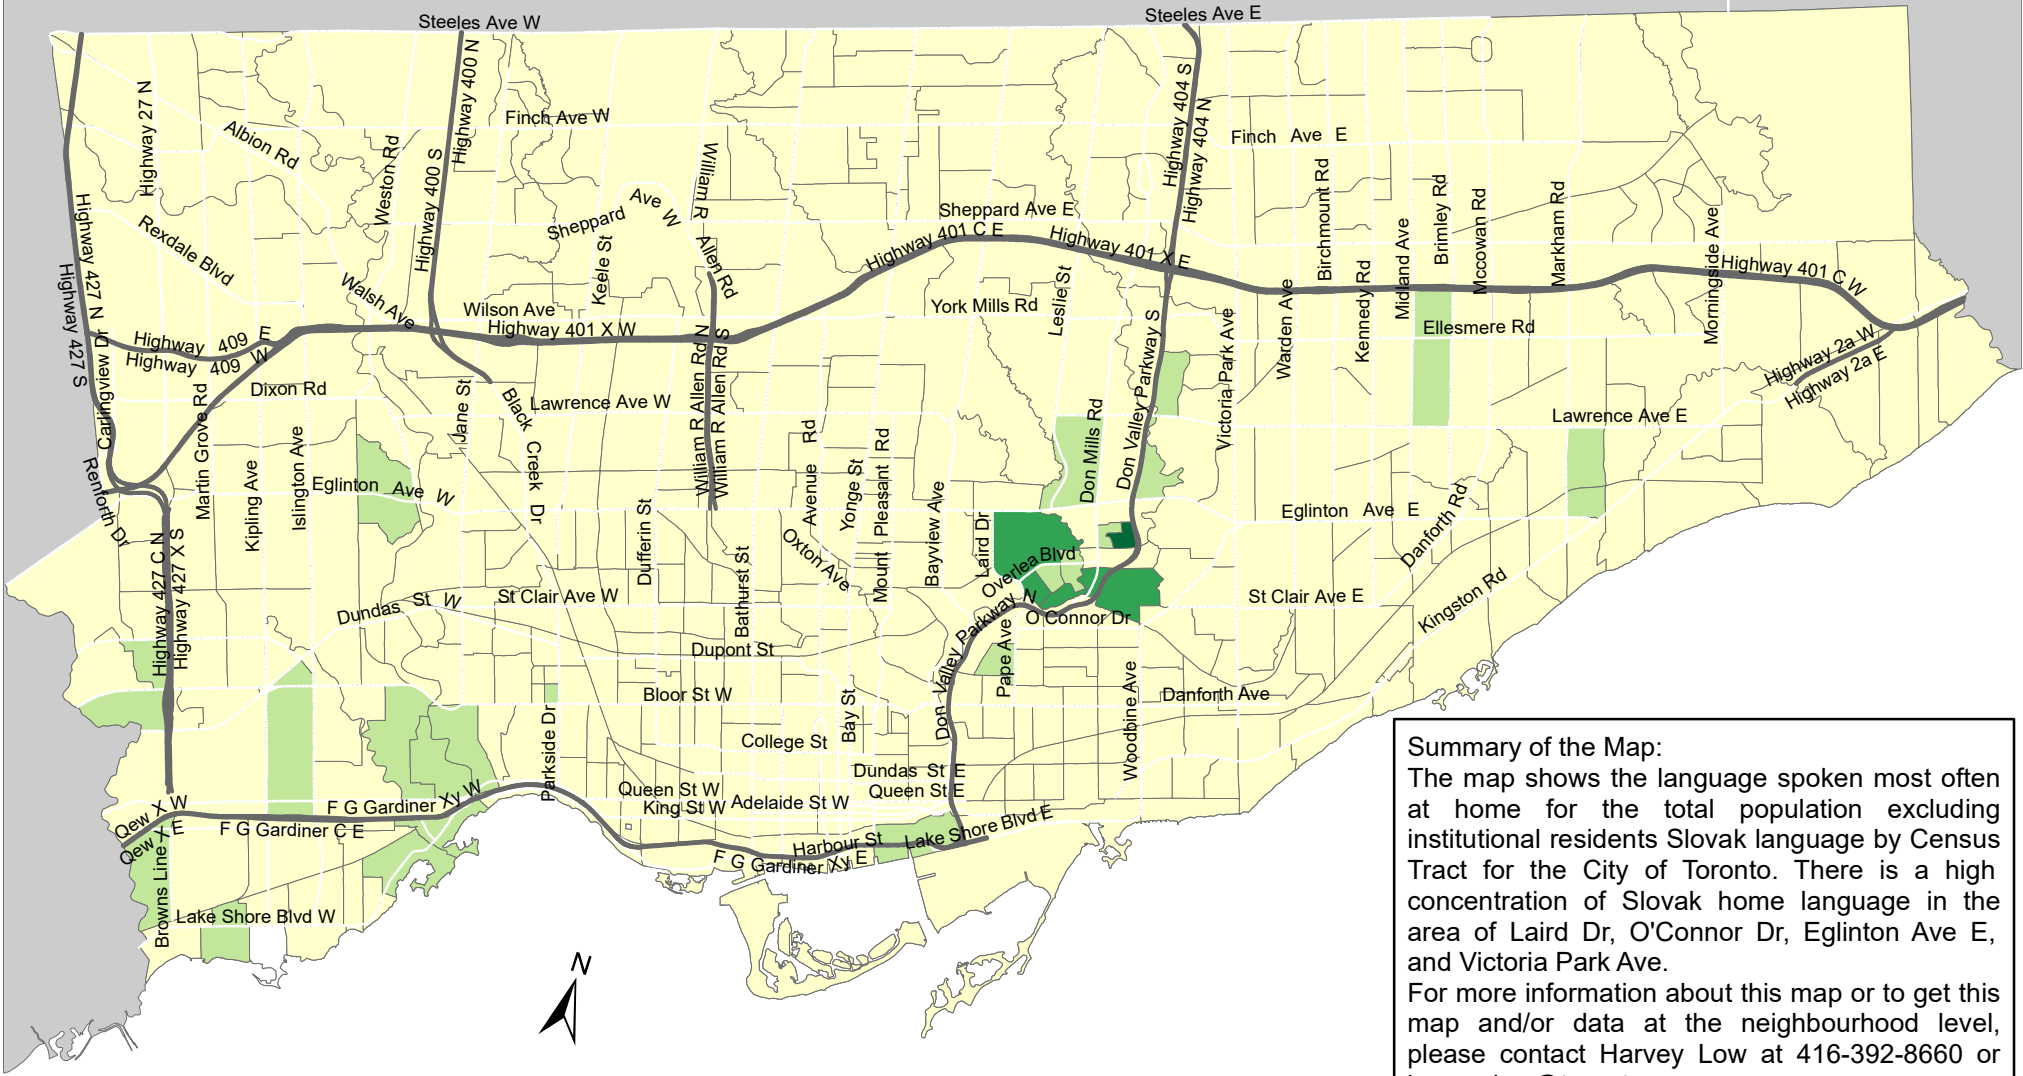 Steeles Ave W
Steeles Ave E
Highway 27 N
Albion Rd
Weston Rd
Highway 400 N
Highway 400 S
Finch Ave W
William R Allen Rd
Highway 404 S
Highway 404 N
Finch Ave E
Birchmount Rd
Brimley Rd
Mccowan Rd
Markham Rd
Morningside Ave
Midland Ave
Kennedy Rd
Warden Ave
Highway 427 N
Highway 427 S
Rexdale Blvd
Walsh Ave
Sheppard Ave W
Keele St
Sheppard Ave E
Highway 401 C E
Highway 401 X E
Highway 401 C W
Wilson Ave
Highway 401 X W
York Mills Rd
Leslie St
Ellesmere Rd
Highway 2a W
Highway 2a E
Highway 409 E
Highway 409 W
Carlingview Dr
Dixon Rd
Martin Grove Rd
Jane St
Black Creek Dr
Lawrence Ave W
William R Allen Rd N
William R Allen Rd S
Don Valley Parkway S
Victoria Park Ave
Lawrence Ave E
Renforth Dr
Kipling Ave
Islington Ave
Eglinton Ave W
Dufferin St
Bathurst St
Avenue Rd
Yonge St
Mount Pleasant Rd
Oxton Ave
Bayview Ave
Laird Dr
Don Mills Rd
Overlea Blvd
Eglinton Ave E
Danforth Rd
Kingston Rd
Highway 427 C N
Highway 427 X S
Dundas St W
St Clair Ave W
St Clair Ave E
Don Valley Parkway N
O Connor Dr
Pape Ave
Dupont St
Bloor St W
Danforth Ave
Woodbine Ave
Parkside Dr
Bay St
College St
Dundas St E
Queen St E
Queen St W
King St W
Adelaide St W
Qew X W
Qew X E
F G Gardiner Xy W
F G Gardiner C E
Harbour St
Lake Shore Blvd E
F G Gardiner Xy E
Browns Line
Lake Shore Blvd W
N
Summary of the Map:
The map shows the language spoken most often
at home for the total population excluding
institutional residents Slovak language by Census
Tract for the City of Toronto. There is a high
concentration of Slovak home language in the
area of Laird Dr, O'Connor Dr, Eglinton Ave E,
and Victoria Park Ave.
For more information about this map or to get this
map and/or data at the neighbourhood level,
please contact Harvey Low at 416-392-8660 or